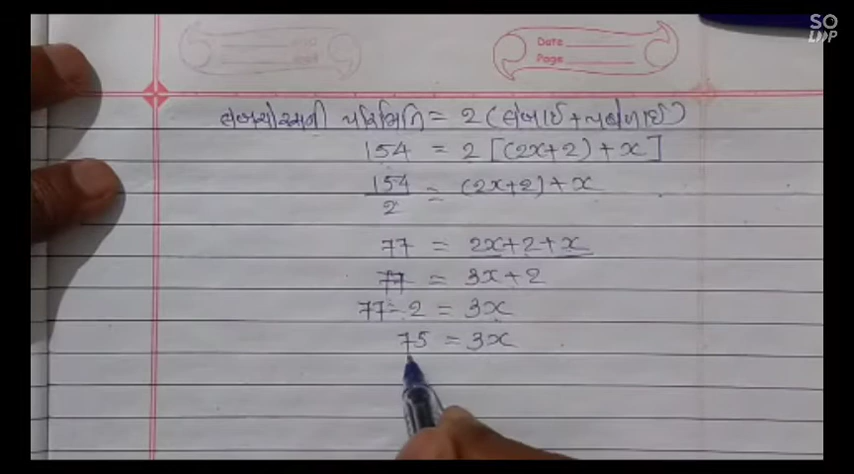 SO
LOOP
Date
Page
લંબચોરસની પરિમિતિ = 2 (લંબાઈ + પહોળાઈ)
154 = 2 [(2x+2) + x]
154/2 = (2x+2) + x
77 = 2x+2+x
77 = 3x+2
77-2 = 3x
75 = 3x